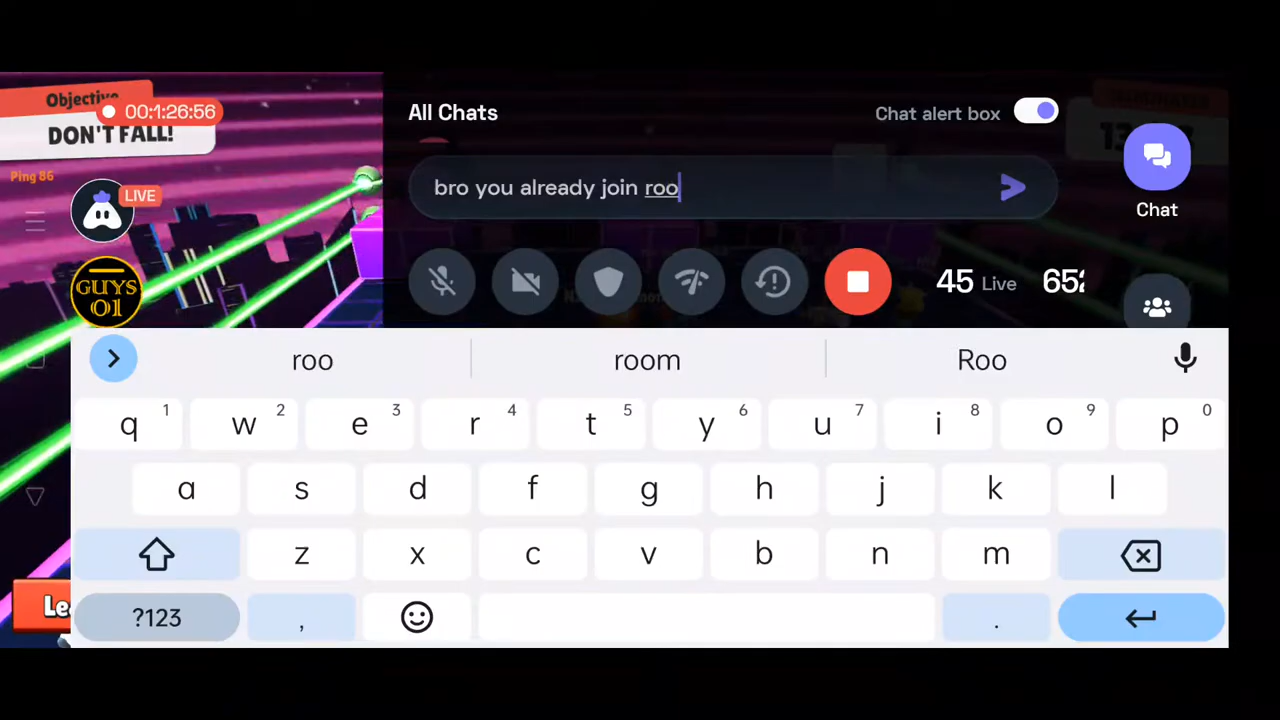 Objective
00:1:26:56
DON'T FALL!
Ping 86
LIVE
GUYS
01
All Chats
Chat alert box
bro you already join roo
Chat
45 Live 652
roo room Roo
q 1 w 2 e 3 r 4 t 5 y 6 u 7 i 8 o 9 p 0
a s d f g h j k l
z x c v b n m
?123 , .
Le